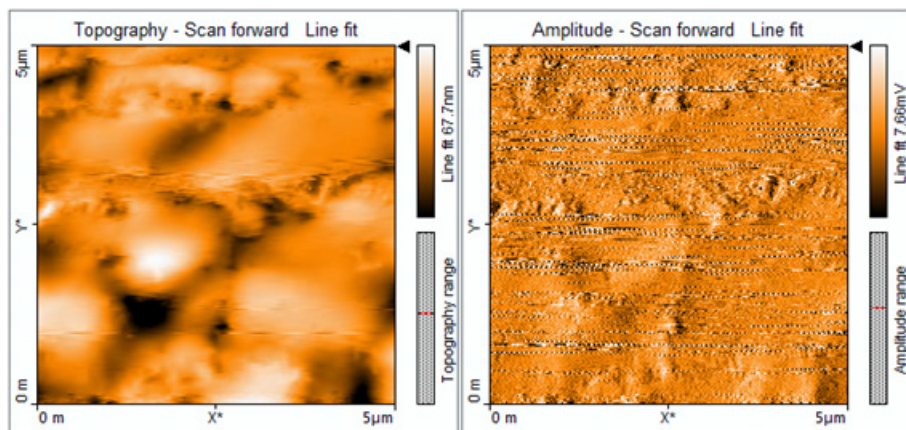 Topography - Scan forward Line fit
5µm
Y*
0 m
0 m
X*
5µm
Line fit 67.7nm
Topography range
Amplitude - Scan forward Line fit
5µm
Y*
0 m
0 m
X*
5µm
Line fit 7.66mV
Amplitude range